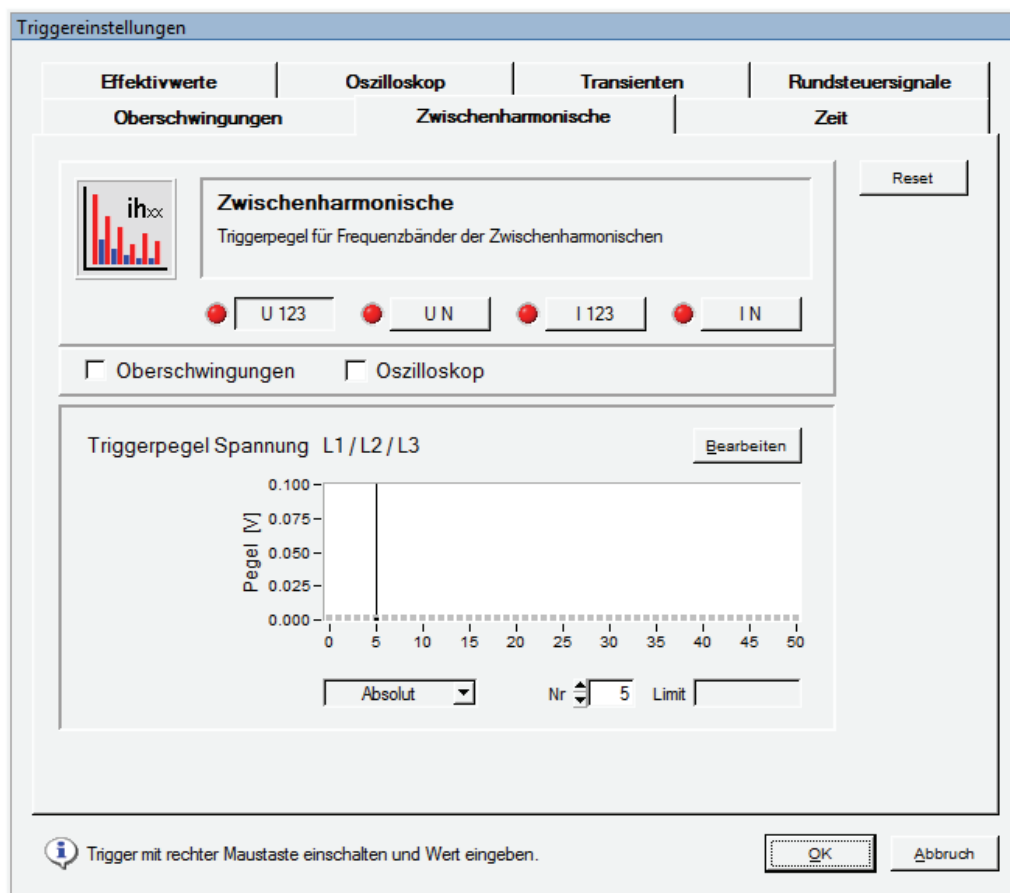 Triggereinstellungen
Effektivwerte Oszilloskop Transienten Rundsteuersignale
Oberschwingungen Zwischenharmonische Zeit
Reset
ihxx
Zwischenharmonische
Triggerpegel für Frequenzbänder der Zwischenharmonischen
U 123 U N I 123 I N
Oberschwingungen Oszilloskop
Triggerpegel Spannung L1 / L2 / L3 Bearbeiten
Pegel [V]
0.100
0.075
0.050
0.025
0.000
0 5 10 15 20 25 30 35 40 45 50
Absolut Nr 5 Limit
Trigger mit rechter Maustaste einschalten und Wert eingeben. OK Abbruch